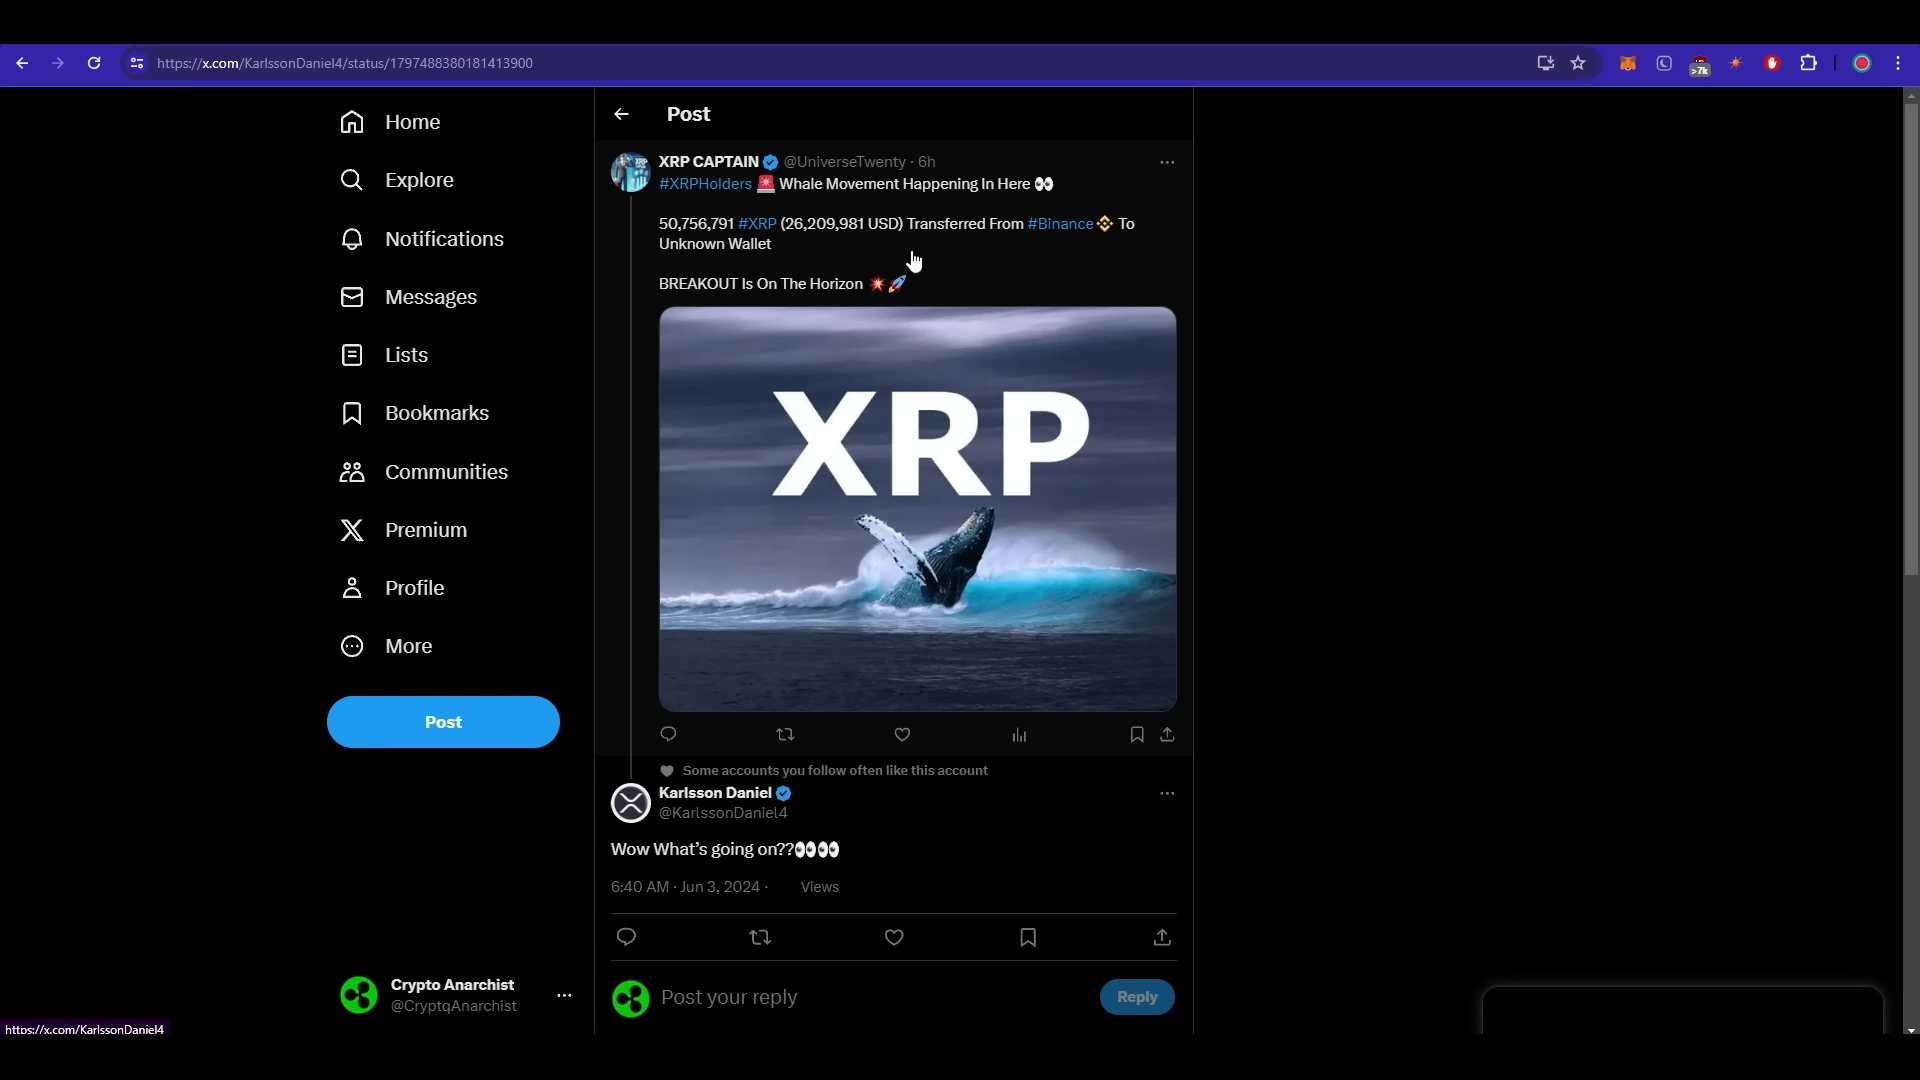 https://x.com/KarlssonDaniel4/status/1797488380181413900
>7k
Home
Explore
Notifications
Messages
Lists
Bookmarks
Communities
Premium
Profile
More
Post
Crypto Anarchist
@CryptqAnarchist
https://x.com/KarlssonDaniel4
Post
XRP CAPTAIN @UniverseTwenty · 6h
#XRPHolders 🚨 Whale Movement Happening In Here 👀
50,756,791 #XRP (26,209,981 USD) Transferred From #Binance To
Unknown Wallet
BREAKOUT Is On The Horizon 💥🚀
XRP
Some accounts you follow often like this account
Karlsson Daniel
@KarlssonDaniel4
Wow What’s going on??👀👀
6:40 AM · Jun 3, 2024 · Views
Post your reply
Reply